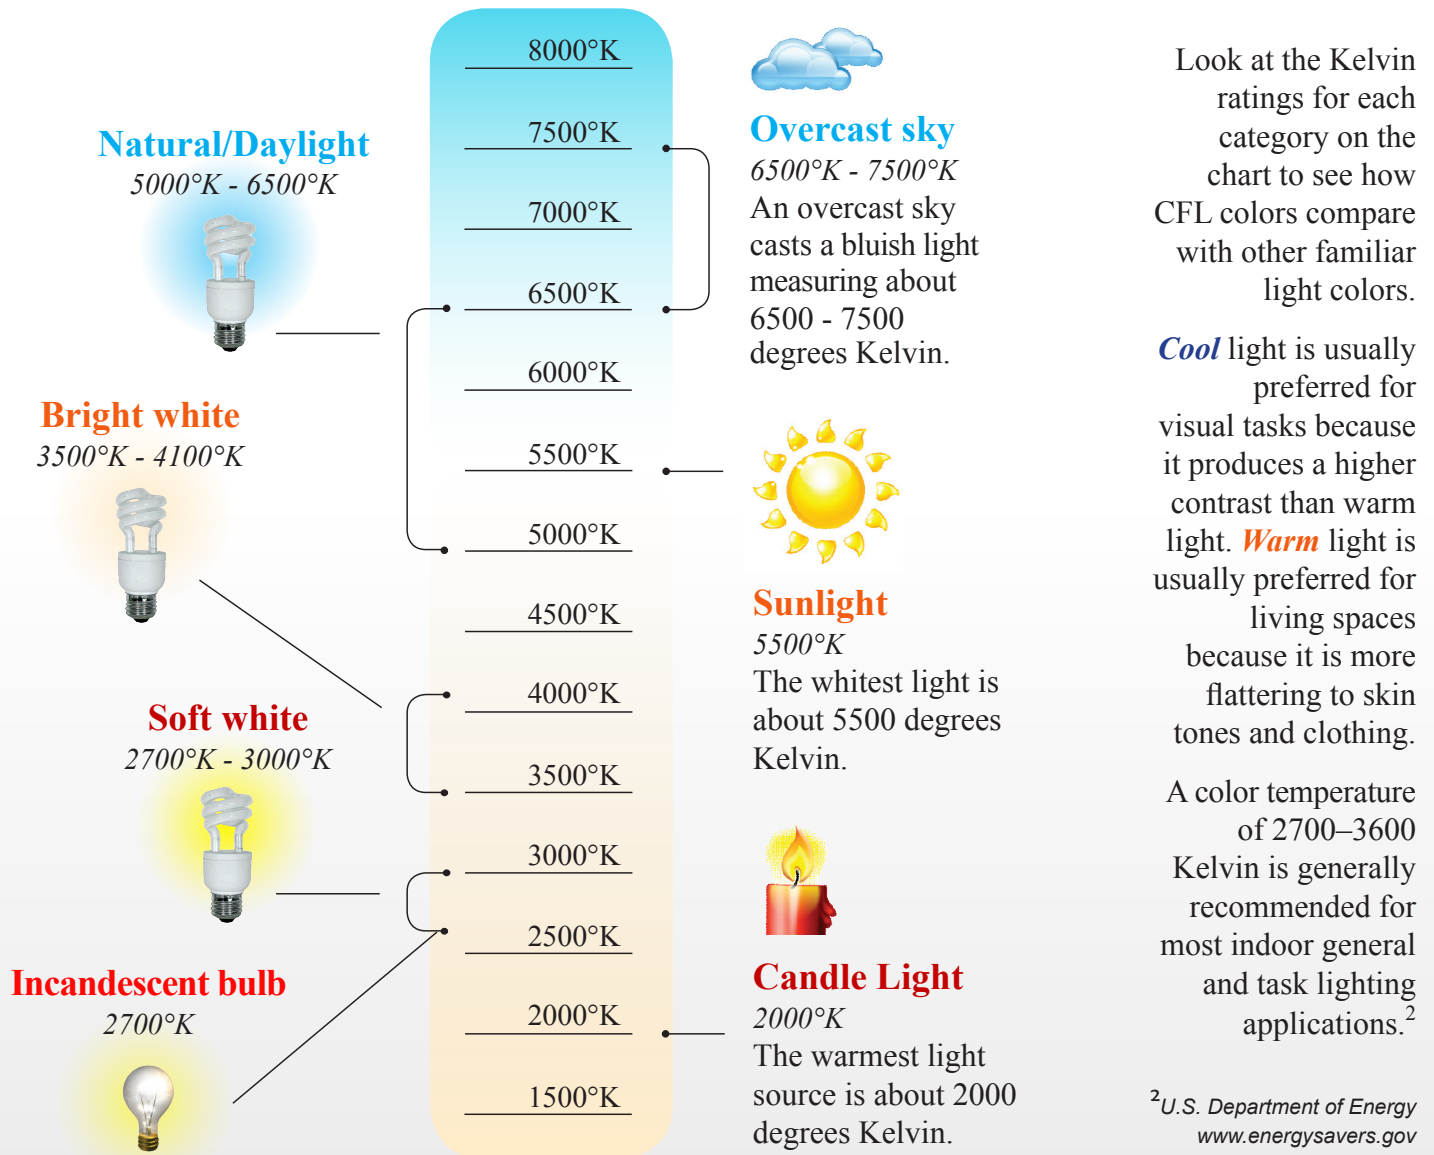 Natural/Daylight
5000°K - 6500°K
Bright white
3500°K - 4100°K
Soft white
2700°K - 3000°K
Incandescent bulb
2700°K
8000°K
7500°K
7000°K
6500°K
6000°K
5500°K
5000°K
4500°K
4000°K
3500°K
3000°K
2500°K
2000°K
1500°K
Overcast sky
6500°K - 7500°K
An overcast sky
casts a bluish light
measuring about
6500 - 7500
degrees Kelvin.
Sunlight
5500°K
The whitest light is
about 5500 degrees
Kelvin.
Candle Light
2000°K
The warmest light
source is about 2000
degrees Kelvin.
Look at the Kelvin
ratings for each
category on the
chart to see how
CFL colors compare
with other familiar
light colors.
Cool light is usually
preferred for
visual tasks because
it produces a higher
contrast than warm
light. Warm light is
usually preferred for
living spaces
because it is more
flattering to skin
tones and clothing.
A color temperature
of 2700–3600
Kelvin is generally
recommended for
most indoor general
and task lighting
applications.²
²U.S. Department of Energy
www.energysavers.gov